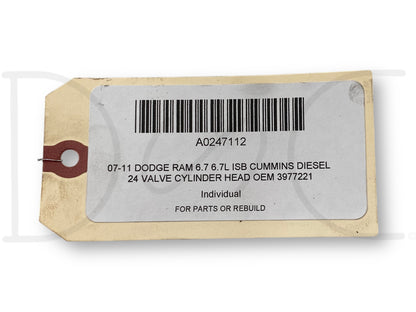 A0247112
07-11 DODGE RAM 6.7 6.7L ISB CUMMINS DIESEL
24 VALVE CYLINDER HEAD OEM 3977221
Individual
FOR PARTS OR REBUILD